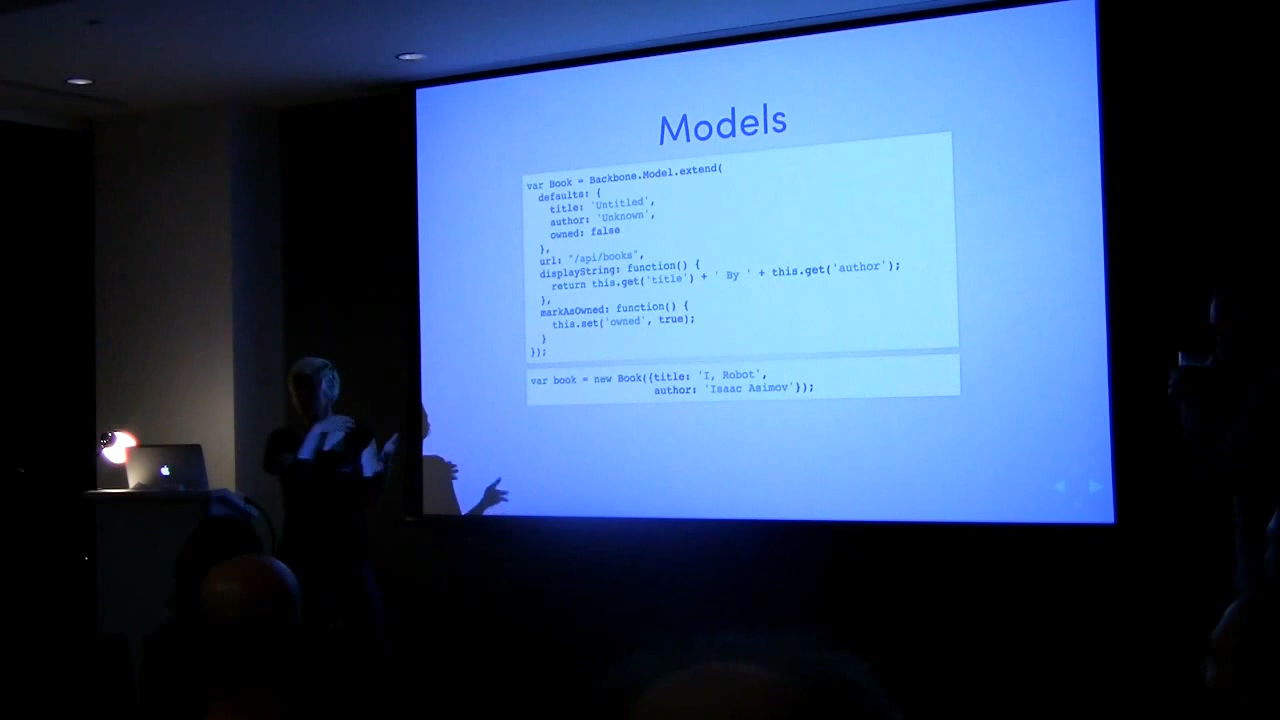 Models
var Book = Backbone.Model.extend(
defaults: {
title: 'Untitled',
author: 'Unknown',
owned: false
},
url: "/api/books",
displayString: function() {
return this.get('title') + ' By ' + this.get('author');
},
markAsOwned: function() {
this.set('owned', true);
}
});
var book = new Book({title: 'I, Robot',
author: 'Isaac Asimov'});